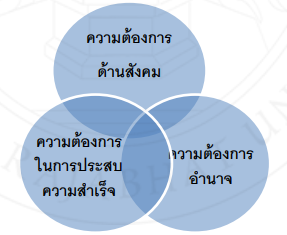 ความต้องการ
ด้านสังคม
ความต้องการ
ในการประสบ
ความสำเร็จ
ความต้องการ
อำนาจ